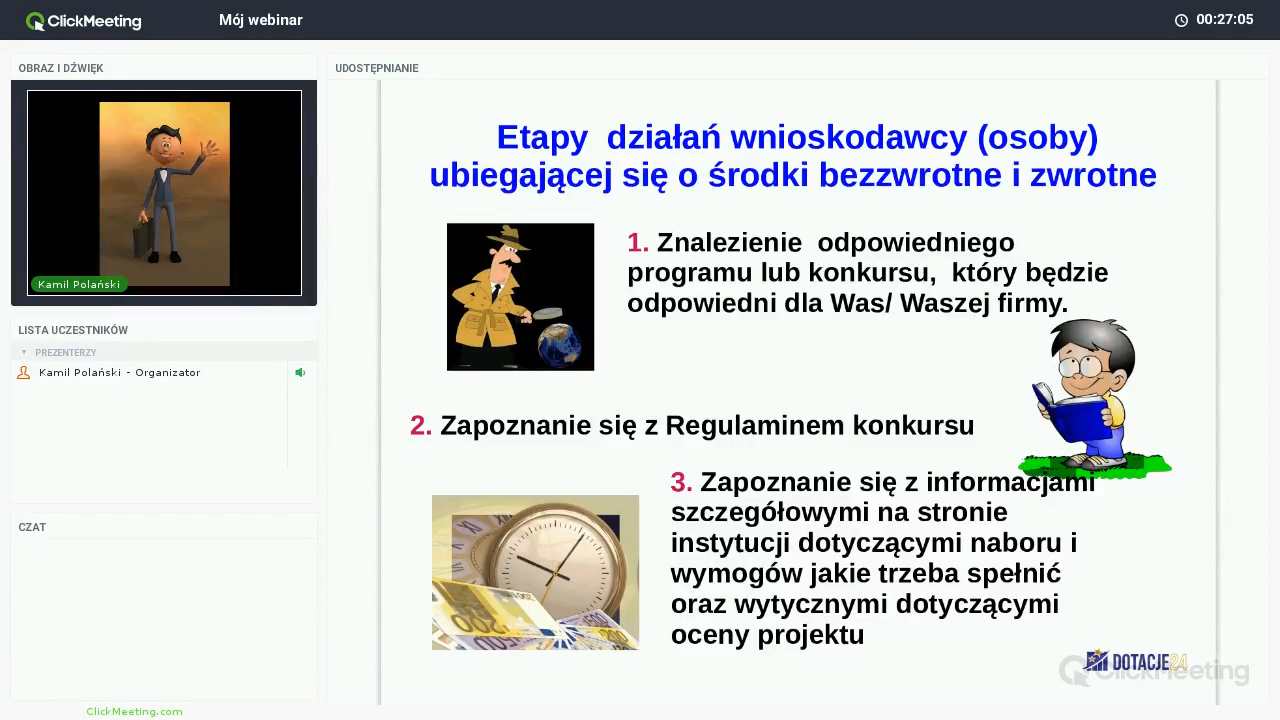 ClickMeeting
Mój webinar
00:27:05
OBRAZ I DŹWIĘK
Kamil Polański
LISTA UCZESTNIKÓW
PREZENTERZY
Kamil Polański - Organizator
CZAT
ClickMeeting.com
UDOSTĘPNIANIE
Etapy działań wnioskodawcy (osoby)
ubiegającej się o środki bezzwrotne i zwrotne
1. Znalezienie odpowiedniego
programu lub konkursu, który będzie
odpowiedni dla Was/ Waszej firmy.
2. Zapoznanie się z Regulaminem konkursu
3. Zapoznanie się z informacjami
szczegółowymi na stronie
instytucji dotyczącymi naboru i
wymogów jakie trzeba spełnić
oraz wytycznymi dotyczącymi
oceny projektu
DOTACJE24
ClickMeeting